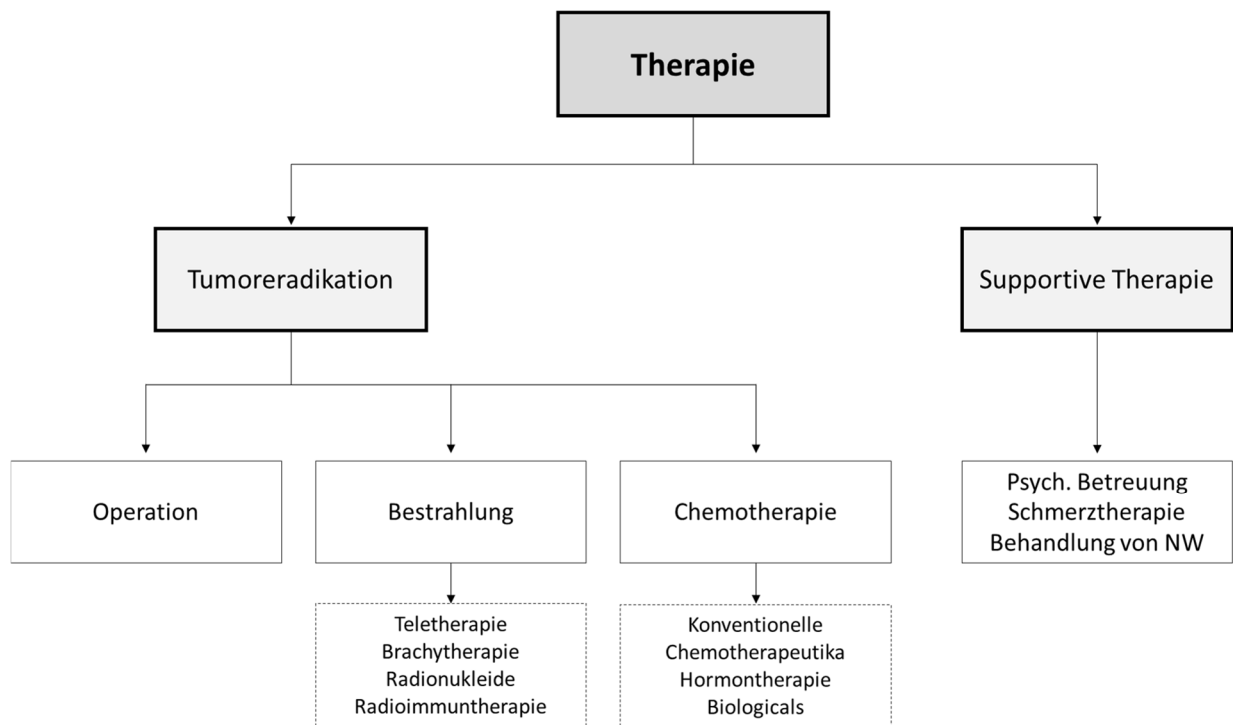 Therapie
Tumoreradikation
Supportive Therapie
Operation
Bestrahlung
Chemotherapie
Psych. Betreuung
Schmerztherapie
Behandlung von NW
Teletherapie
Brachytherapie
Radionukleide
Radioimmuntherapie
Konventionelle
Chemotherapeutika
Hormontherapie
Biologicals